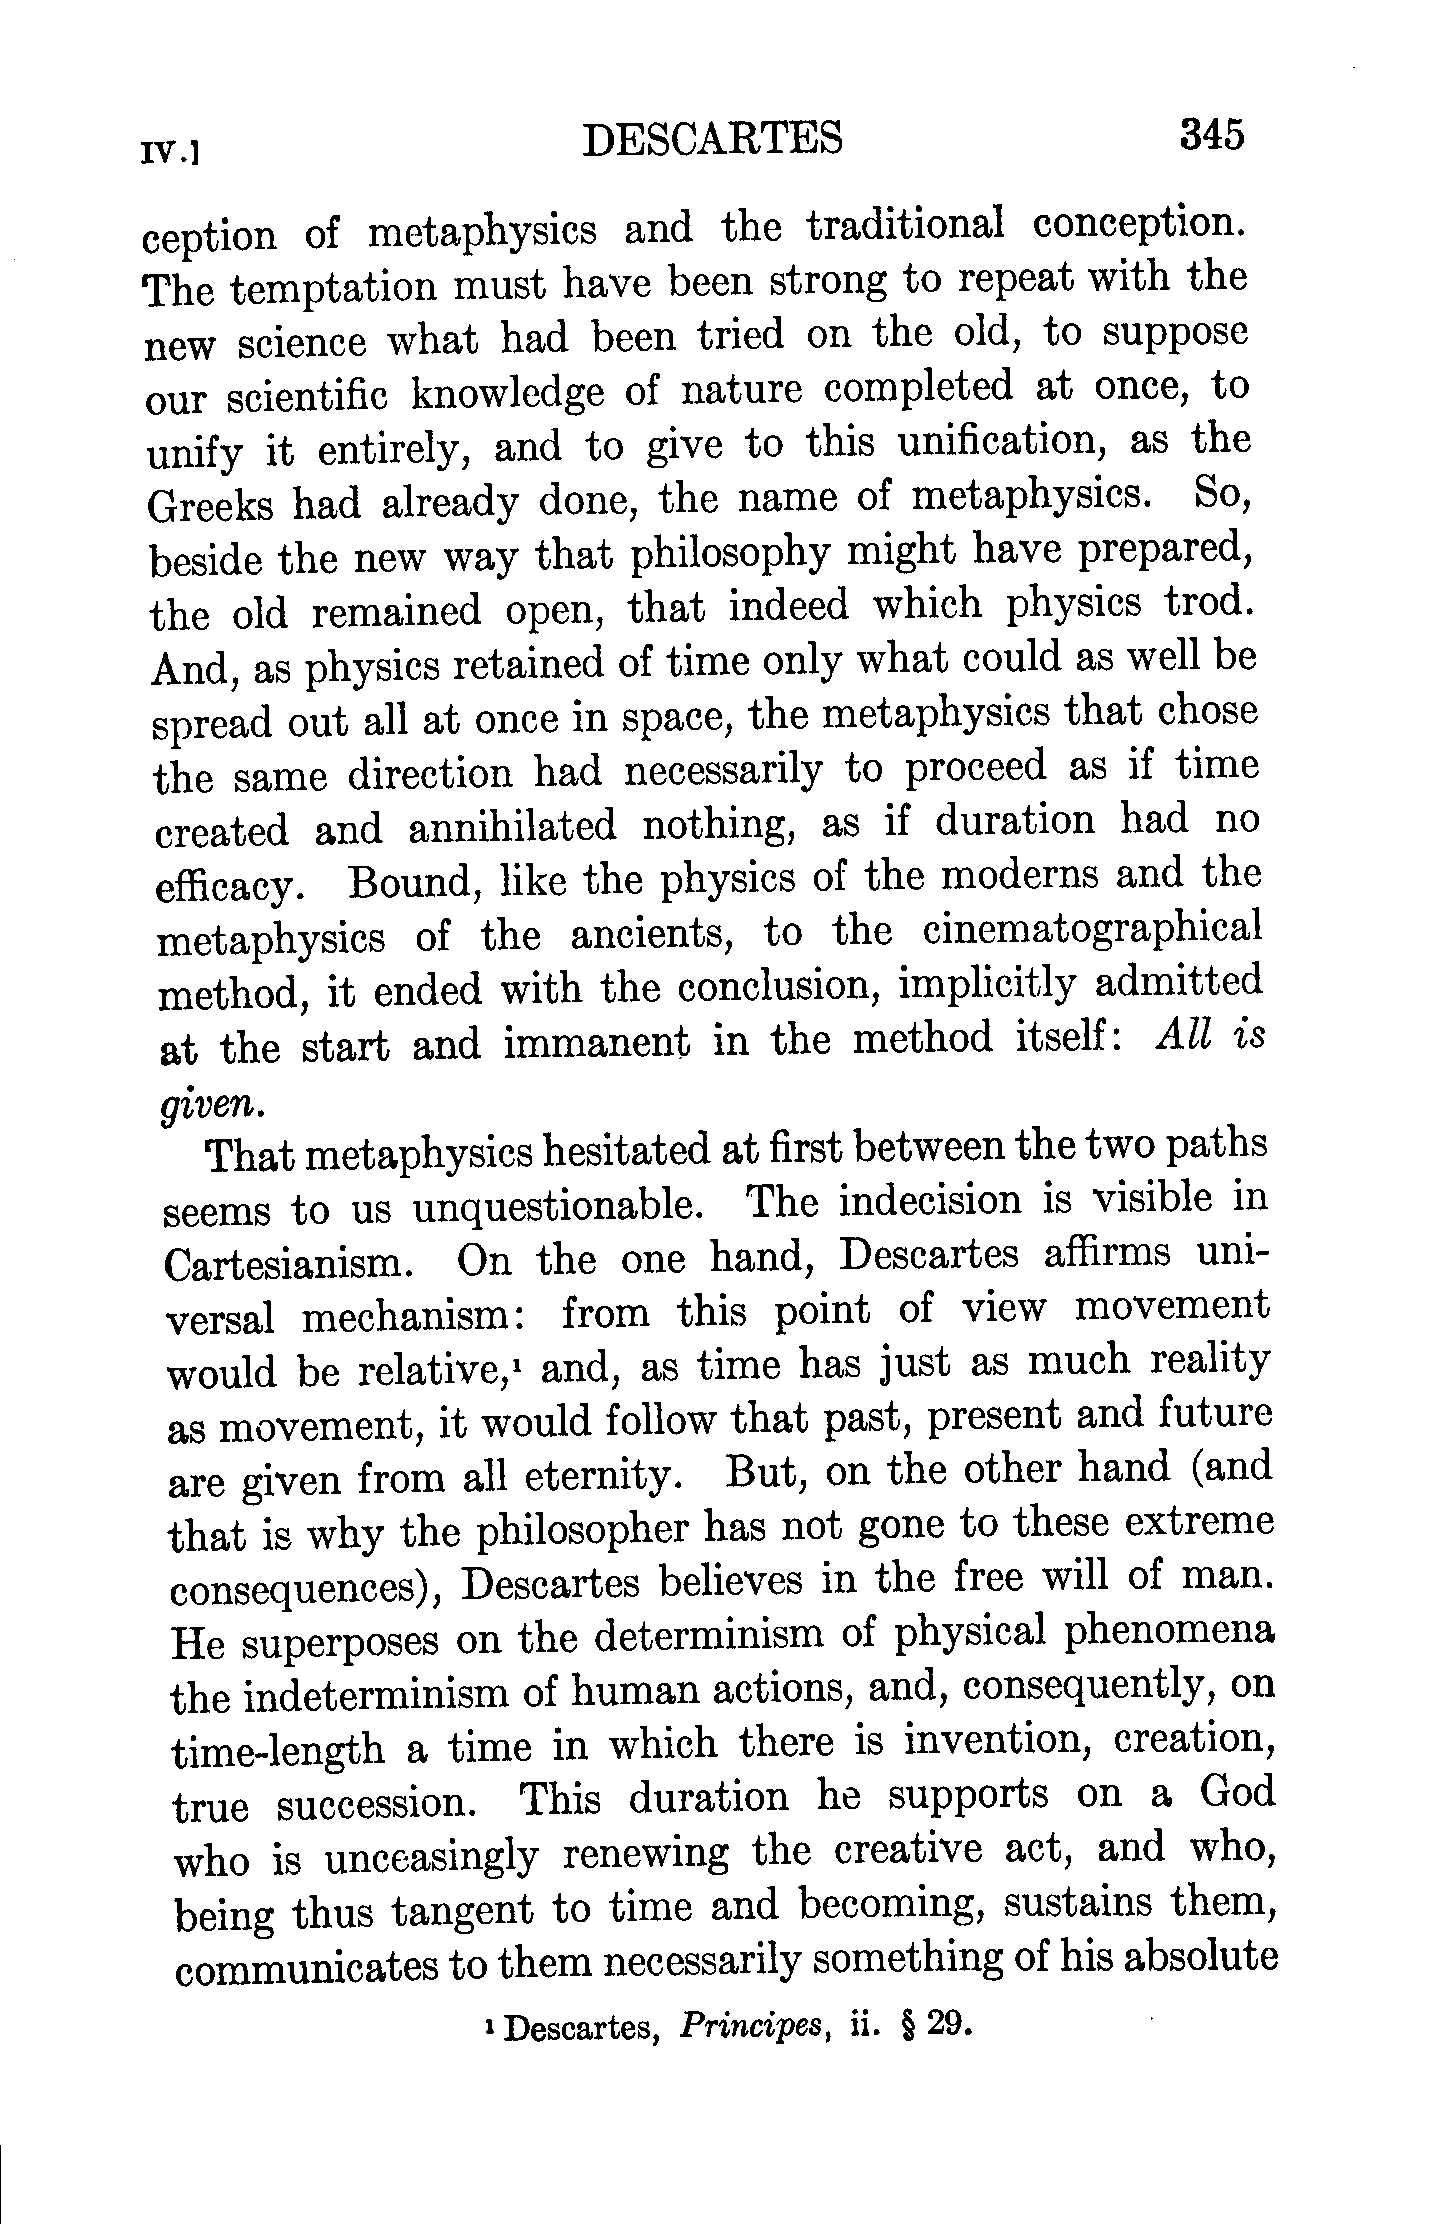 IV.] DESCARTES 345
ception of metaphysics and the traditional conception.
The temptation must have been strong to repeat with the
new science what had been tried on the old, to suppose
our scientific knowledge of nature completed at once, to
unify it entirely, and to give to this unification, as the
Greeks had already done, the name of metaphysics. So,
beside the new way that philosophy might have prepared,
the old remained open, that indeed which physics trod.
And, as physics retained of time only what could as well be
spread out all at once in space, the metaphysics that chose
the same direction had necessarily to proceed as if time
created and annihilated nothing, as if duration had no
efficacy. Bound, like the physics of the moderns and the
metaphysics of the ancients, to the cinematographical
method, it ended with the conclusion, implicitly admitted
at the start and immanent in the method itself: All is
given.
That metaphysics hesitated at first between the two paths
seems to us unquestionable. The indecision is visible in
Cartesianism. On the one hand, Descartes affirms uni-
versal mechanism: from this point of view movement
would be relative,¹ and, as time has just as much reality
as movement, it would follow that past, present and future
are given from all eternity. But, on the other hand (and
that is why the philosopher has not gone to these extreme
consequences), Descartes believes in the free will of man.
He superposes on the determinism of physical phenomena
the indeterminism of human actions, and, consequently, on
time-length a time in which there is invention, creation,
true succession. This duration he supports on a God
who is unceasingly renewing the creative act, and who,
being thus tangent to time and becoming, sustains them,
communicates to them necessarily something of his absolute
¹ Descartes, Principes, ii. § 29.